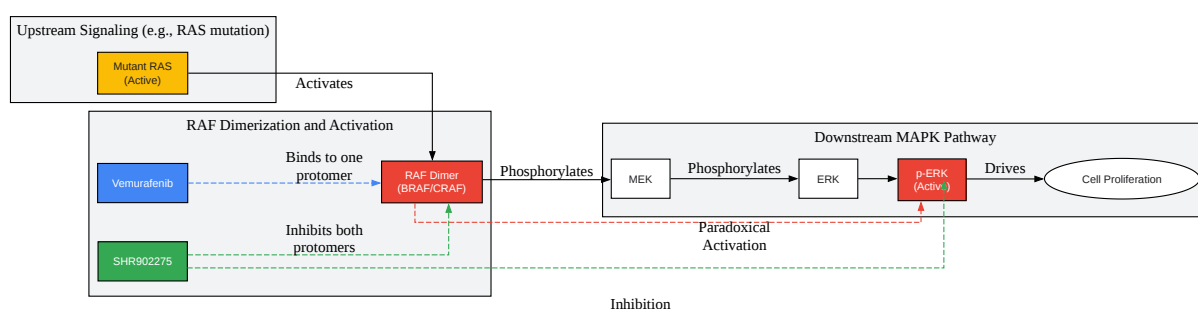 Upstream Signaling (e.g., RAS mutation)
Mutant RAS
(Active)
Activates
RAF Dimerization and Activation
Downstream MAPK Pathway
Vemurafenib
Binds to one
protomer
RAF Dimer
(BRAF/CRAF)
Phosphorylates
MEK
Phosphorylates
ERK
p-ERK
(Active)
Drives
Cell Proliferation
Paradoxical
Activation
SHR902275
Inhibits both
protomers
Inhibition